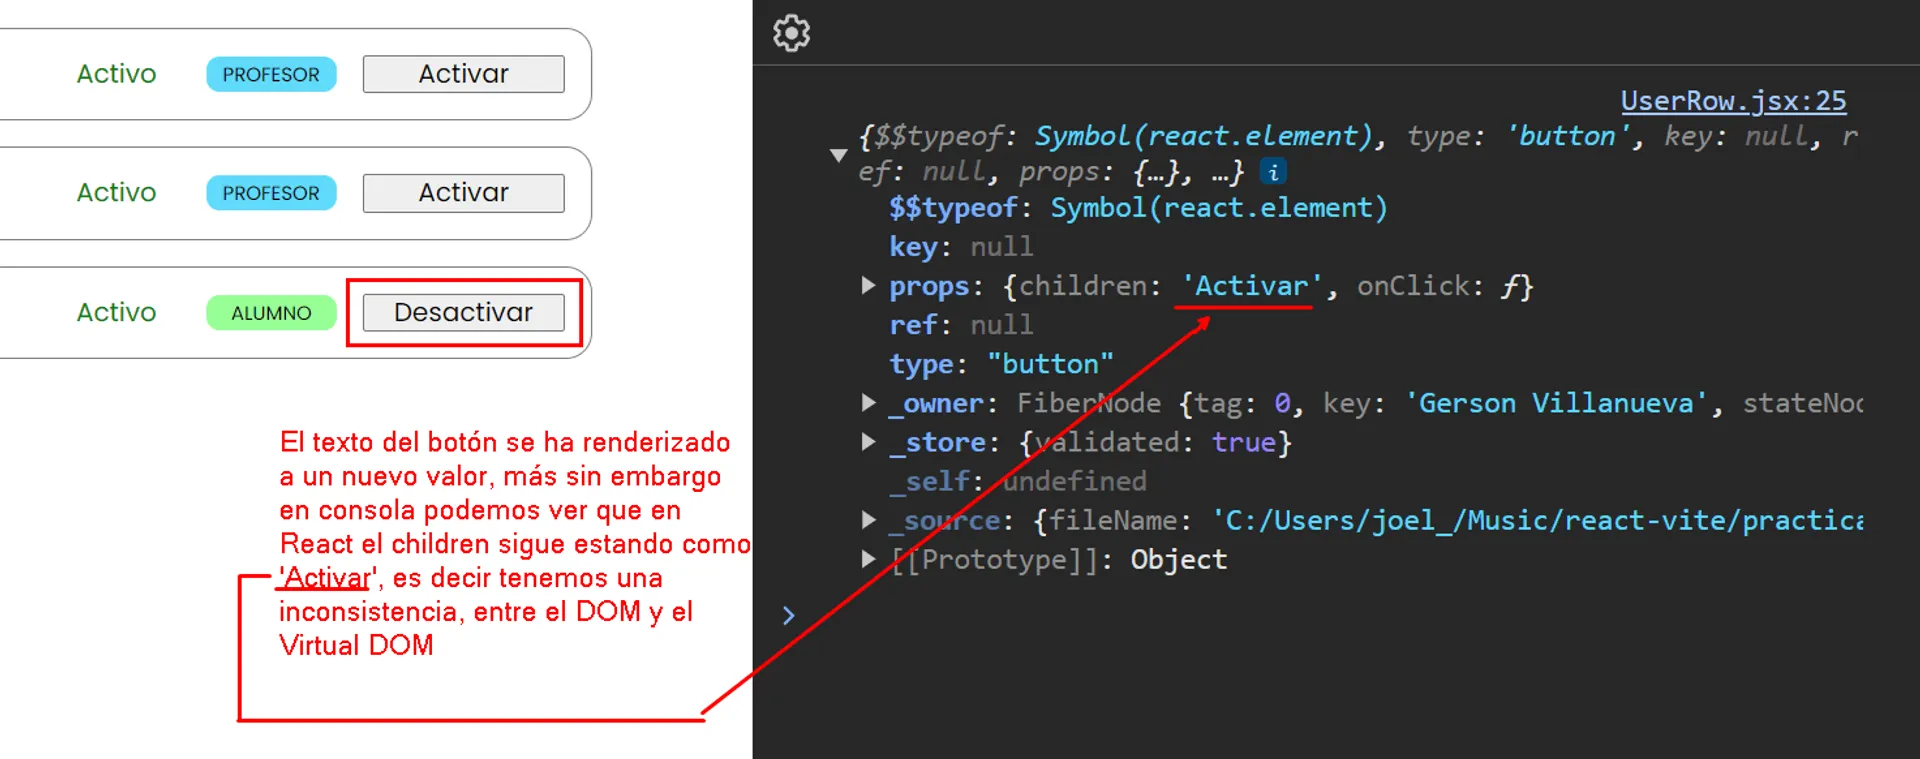 Activo PROFESOR Activar
Activo PROFESOR Activar
Activo ALUMNO Desactivar
El texto del botón se ha renderizado
a un nuevo valor, más sin embargo
en consola podemos ver que en
React el children sigue estando como
'Activar', es decir tenemos una
inconsistencia, entre el DOM y el
Virtual DOM
UserRow.jsx:25
{$$typeof: Symbol(react.element), type: 'button', key: null, r
ef: null, props: {…}, …} i
$$typeof: Symbol(react.element)
key: null
props: {children: 'Activar', onClick: ƒ}
ref: null
type: "button"
_owner: FiberNode {tag: 0, key: 'Gerson Villanueva', stateNod
_store: {validated: true}
_self: undefined
_source: {fileName: 'C:/Users/joel_/Music/react-vite/practica
[[Prototype]]: Object